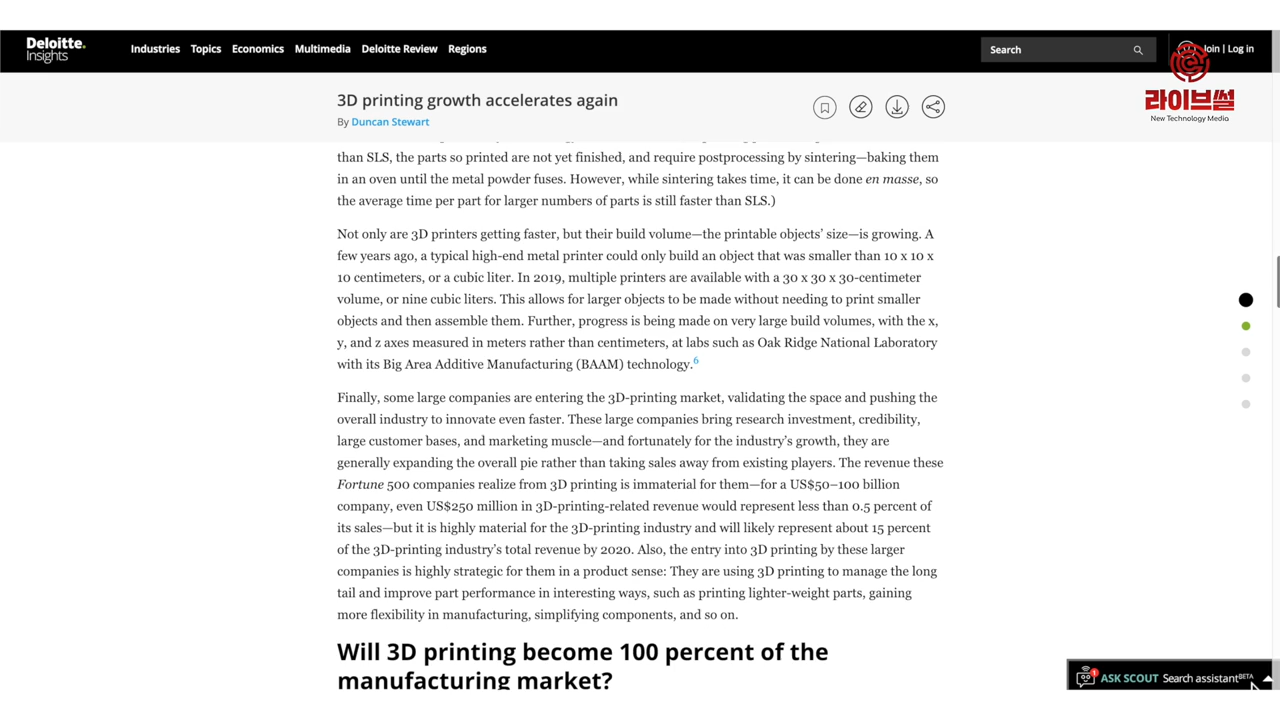 Deloitte.
Insights
Industries Topics Economics Multimedia Deloitte Review Regions
Search
Join | Log in
라이브썰
New Technology Media
3D printing growth accelerates again
By Duncan Stewart
than SLS, the parts so printed are not yet finished, and require postprocessing by sintering—baking them
in an oven until the metal powder fuses. However, while sintering takes time, it can be done en masse, so
the average time per part for larger numbers of parts is still faster than SLS.)
Not only are 3D printers getting faster, but their build volume—the printable objects’ size—is growing. A
few years ago, a typical high-end metal printer could only build an object that was smaller than 10 x 10 x
10 centimeters, or a cubic liter. In 2019, multiple printers are available with a 30 x 30 x 30-centimeter
volume, or nine cubic liters. This allows for larger objects to be made without needing to print smaller
objects and then assemble them. Further, progress is being made on very large build volumes, with the x,
y, and z axes measured in meters rather than centimeters, at labs such as Oak Ridge National Laboratory
with its Big Area Additive Manufacturing (BAAM) technology.6
Finally, some large companies are entering the 3D-printing market, validating the space and pushing the
overall industry to innovate even faster. These large companies bring research investment, credibility,
large customer bases, and marketing muscle—and fortunately for the industry’s growth, they are
generally expanding the overall pie rather than taking sales away from existing players. The revenue these
Fortune 500 companies realize from 3D printing is immaterial for them—for a US$50–100 billion
company, even US$250 million in 3D-printing-related revenue would represent less than 0.5 percent of
its sales—but it is highly material for the 3D-printing industry and will likely represent about 15 percent
of the 3D-printing industry’s total revenue by 2020. Also, the entry into 3D printing by these larger
companies is highly strategic for them in a product sense: They are using 3D printing to manage the long
tail and improve part performance in interesting ways, such as printing lighter-weight parts, gaining
more flexibility in manufacturing, simplifying components, and so on.
Will 3D printing become 100 percent of the
manufacturing market?
1 ASK SCOUT Search assistant BETA